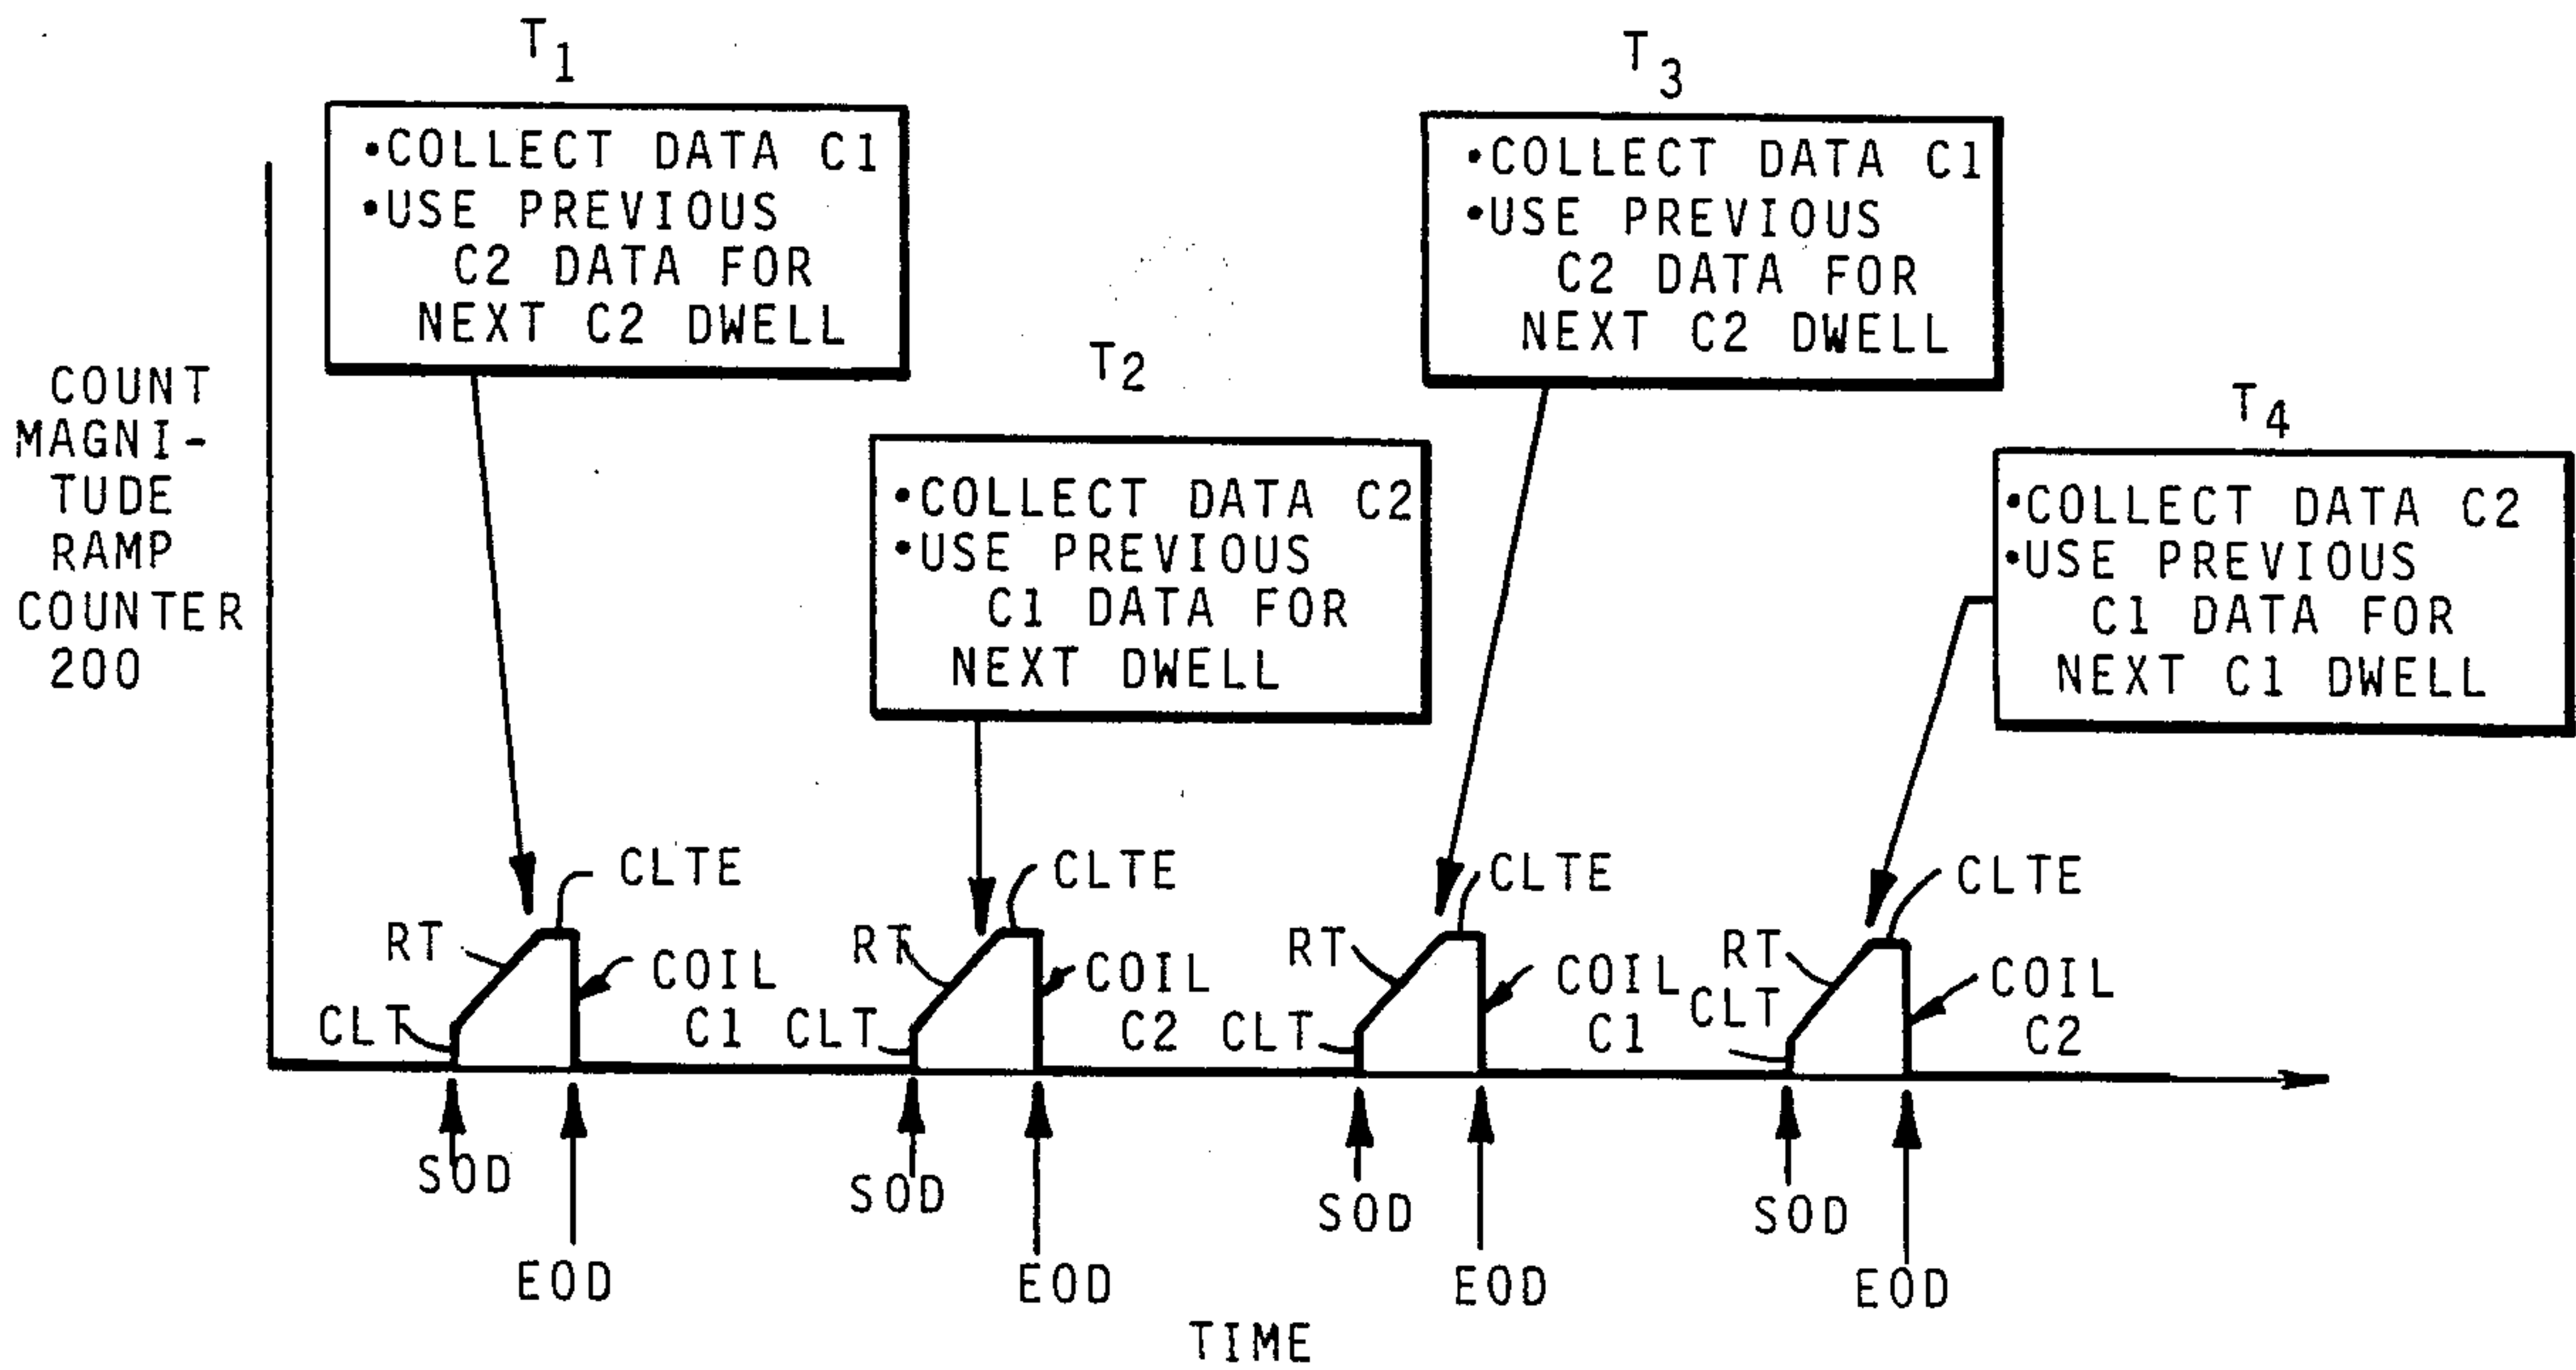 T1
•COLLECT DATA C1
•USE PREVIOUS
C2 DATA FOR
NEXT C2 DWELL
T2
•COLLECT DATA C2
•USE PREVIOUS
C1 DATA FOR
NEXT DWELL
T3
•COLLECT DATA C1
•USE PREVIOUS
C2 DATA FOR
NEXT C2 DWELL
T4
•COLLECT DATA C2
•USE PREVIOUS
C1 DATA FOR
NEXT C1 DWELL
COUNT
MAGNI-
TUDE
RAMP
COUNTER
200
CLTE
RT
CLT
COIL
C1
SOD
EOD
CLTE
RT
CLT
COIL
C2
SOD
EOD
CLTE
RT
CLT
COIL
C1
SOD
EOD
CLTE
RT
CLT
COIL
C2
SOD
EOD
TIME